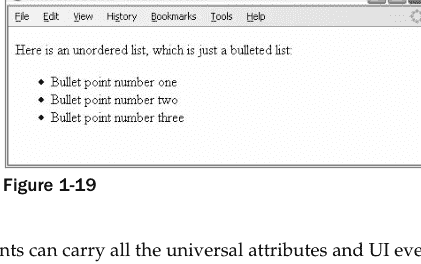 File Edit View History Bookmarks Tools Help
Here is an unordered list, which is just a bulleted list:
Bullet point number one
Bullet point number two
Bullet point number three
Figure 1-19
can carry all the universal attributes and UI